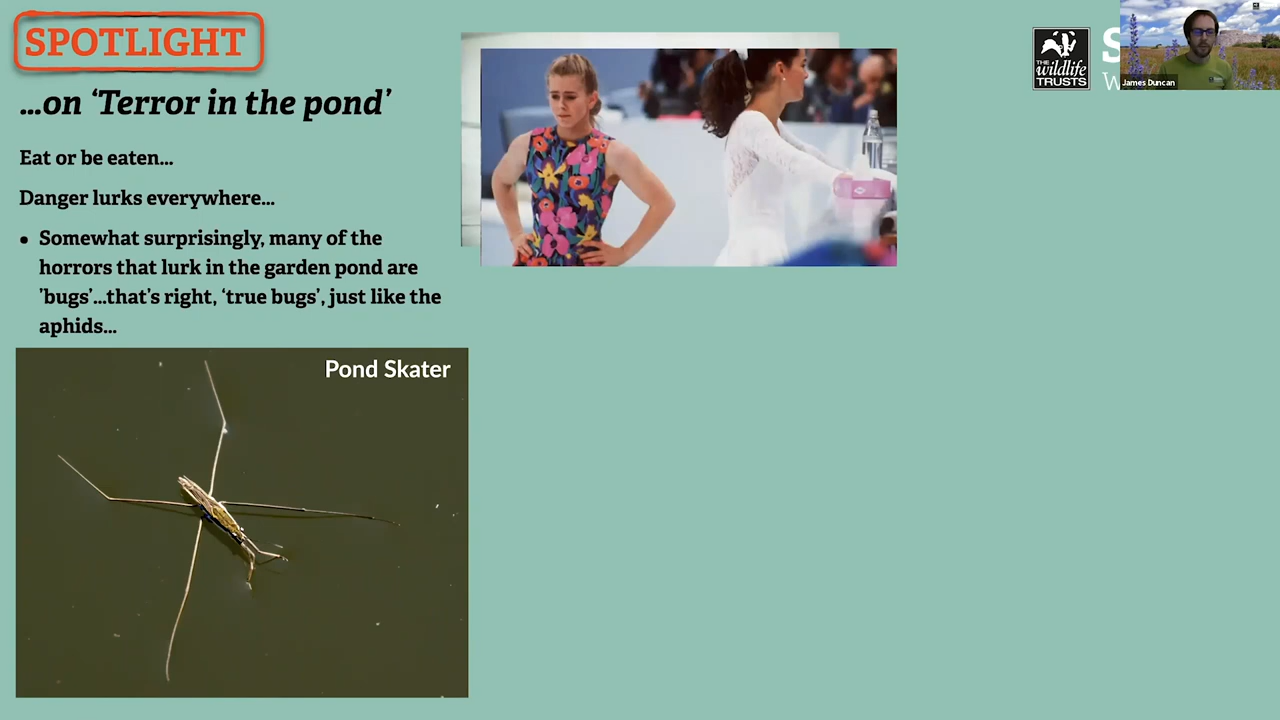 SPOTLIGHT
...on ‘Terror in the pond’
Eat or be eaten...
Danger lurks everywhere...
• Somewhat surprisingly, many of the
horrors that lurk in the garden pond are
’bugs’...that’s right, ‘true bugs’, just like the
aphids...
Pond Skater
THE
wildlife
TRUSTS
S
W
James Duncan